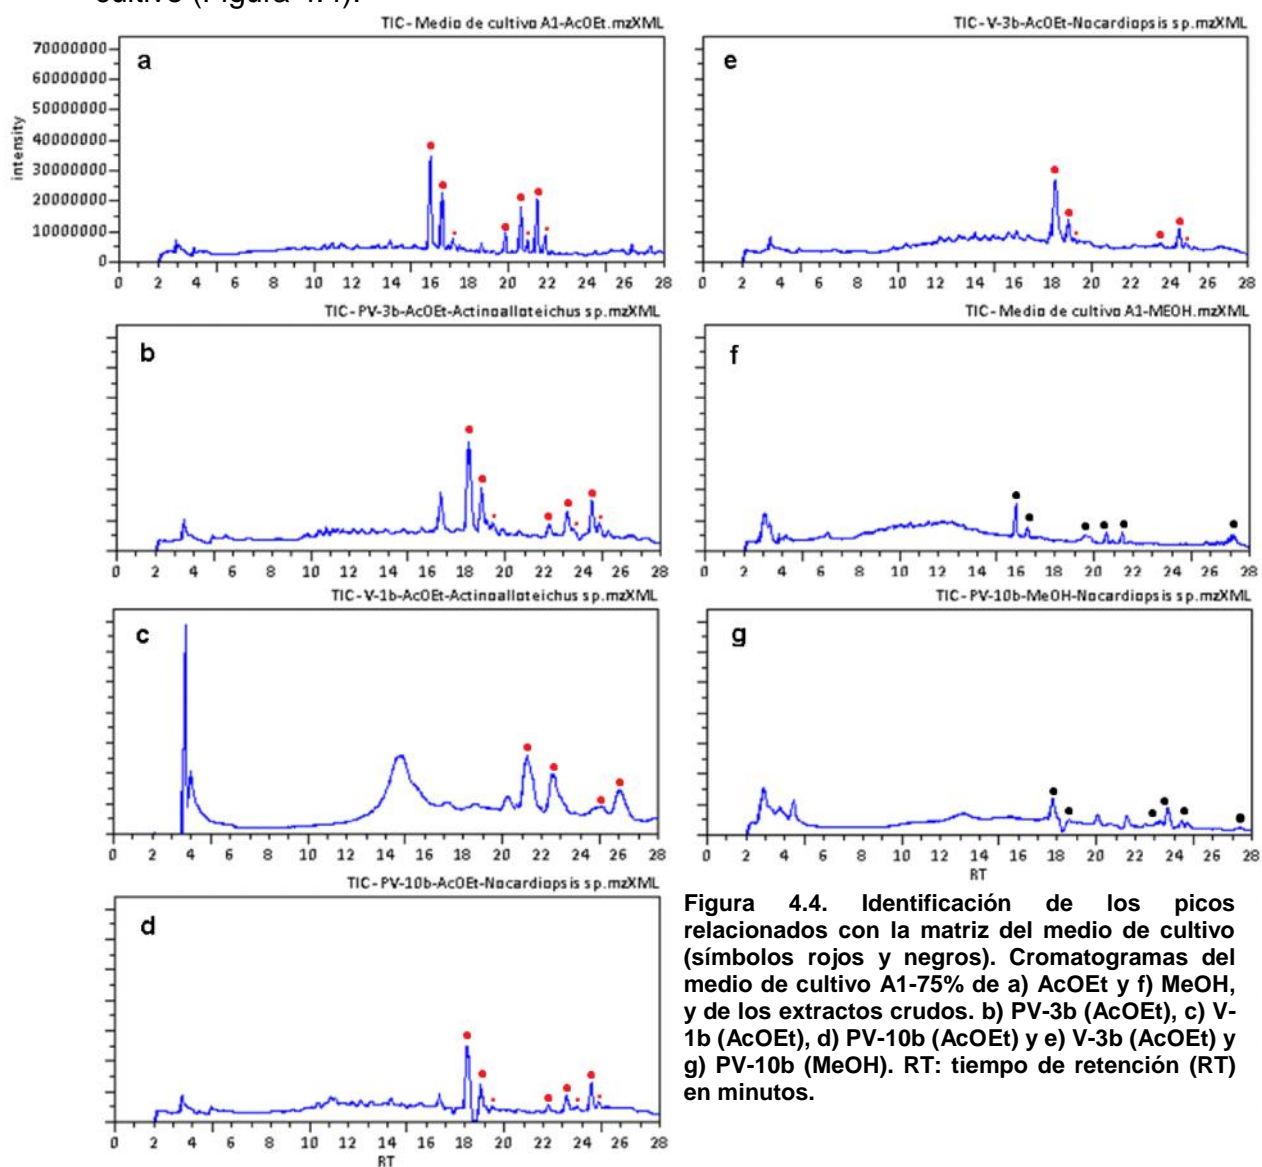 cultivo (Figura 4.4).
TIC - Medio de cultivo A1-AcOEt.mzXML
a
intensity
70000000
60000000
50000000
40000000
30000000
20000000
10000000
0
0 2 4 6 8 10 12 14 16 18 20 22 24 26 28
TIC - V-3b-AcOEt-Nocardiopsis sp.mzXML
e
0 2 4 6 8 10 12 14 16 18 20 22 24 26 28
TIC - PV-3b-AcOEt-Actinoalloteichus sp.mzXML
b
0 2 4 6 8 10 12 14 16 18 20 22 24 26 28
TIC - Medio de cultivo A1-MEOH.mzXML
f
0 2 4 6 8 10 12 14 16 18 20 22 24 26 28
TIC - V-1b-AcOEt-Actinoalloteichus sp.mzXML
c
0 2 4 6 8 10 12 14 16 18 20 22 24 26 28
TIC - PV-10b-MeOH-Nocardiopsis sp.mzXML
g
0 2 4 6 8 10 12 14 16 18 20 22 24 26 28
RT
TIC - PV-10b-AcOEt-Nocardiopsis sp.mzXML
d
0 2 4 6 8 10 12 14 16 18 20 22 24 26 28
RT
Figura 4.4. Identificación de los picos
relacionados con la matriz del medio de cultivo
(símbolos rojos y negros). Cromatogramas del
medio de cultivo A1-75% de a) AcOEt y f) MeOH,
y de los extractos crudos. b) PV-3b (AcOEt), c) V-
1b (AcOEt), d) PV-10b (AcOEt) y e) V-3b (AcOEt) y
g) PV-10b (MeOH). RT: tiempo de retención (RT)
en minutos.